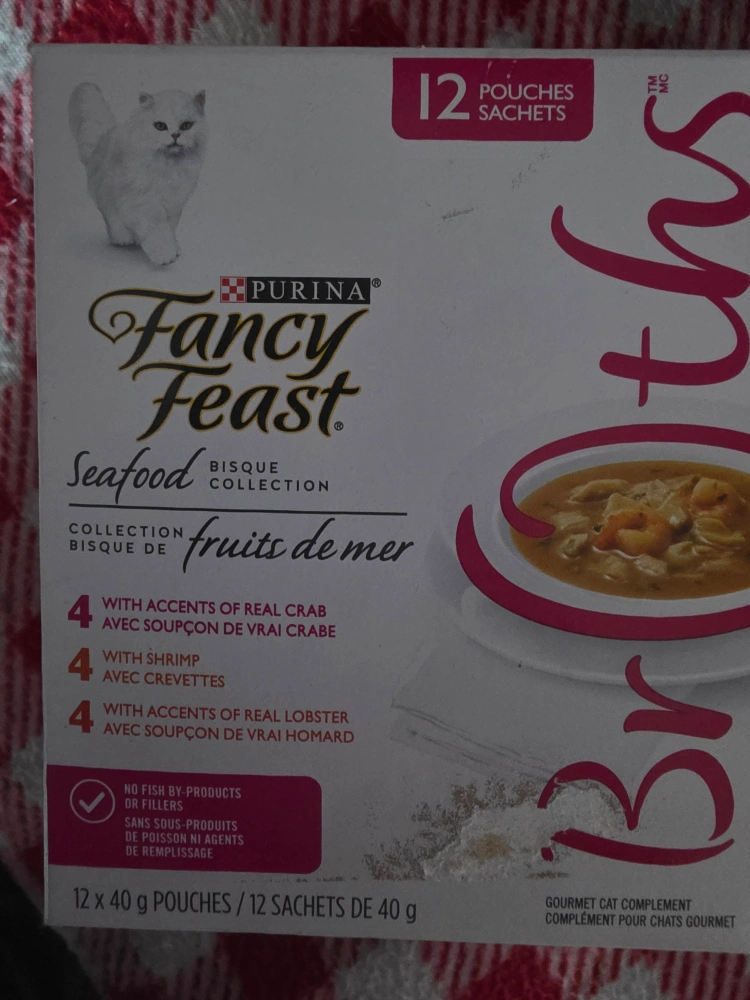 12 POUCHES
SACHETS
PURINA®
Fancy
Feast®
Seafood BISQUE
COLLECTION
COLLECTION
BISQUE DE fruits de mer
4 WITH ACCENTS OF REAL CRAB
AVEC SOUPÇON DE VRAI CRABE
4 WITH SHRIMP
AVEC CREVETTES
4 WITH ACCENTS OF REAL LOBSTER
AVEC SOUPÇON DE VRAI HOMARD
NO FISH BY-PRODUCTS
OR FILLERS
SANS SOUS-PRODUITS
DE POISSON NI AGENTS
DE REMPLISSAGE
12 x 40 g POUCHES / 12 SACHETS DE 40 g
Broths
TM
MC
GOURMET CAT COMPLEMENT
COMPLÉMENT POUR CHATS GOURMET